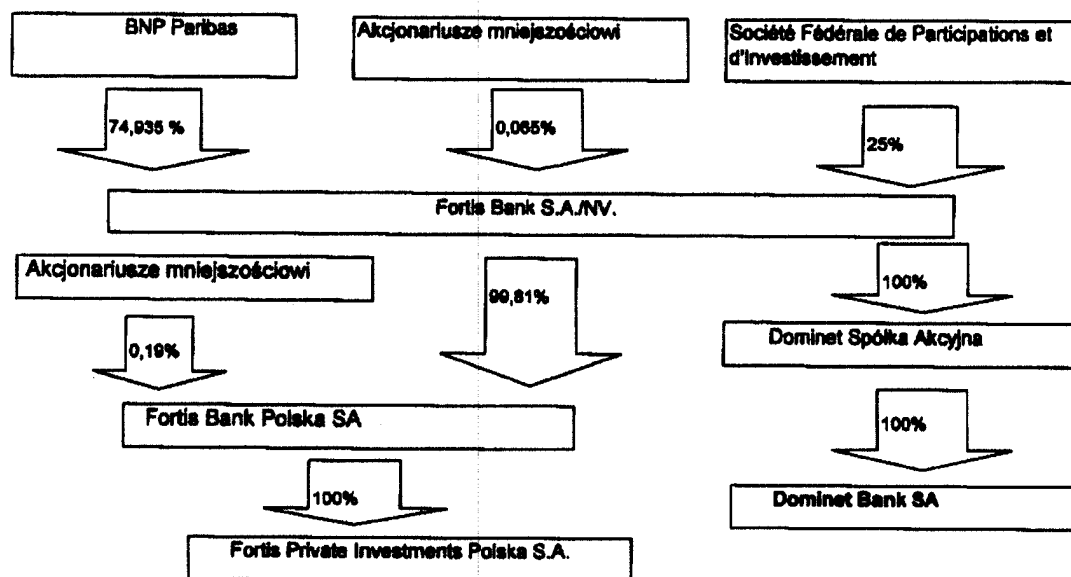 BNP Paribas
Akcjonariusze mniejszościowi
Société Fédérale de Participations et
d'Investissement
74,935 %
0,065%
25%
Fortis Bank S.A./NV.
Akcjonariusze mniejszościowi
99,81%
100%
0,19%
Dominet Spółka Akcyjna
Fortis Bank Polska SA
100%
100%
Dominet Bank SA
Fortis Private Investments Polska S.A.